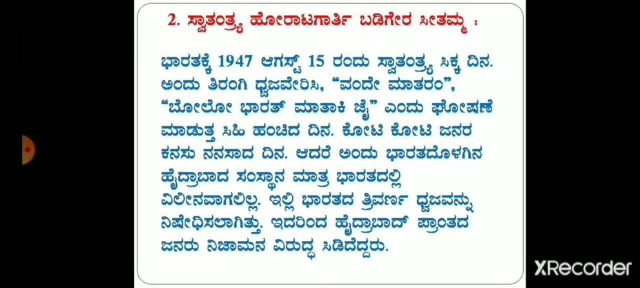 2. ಸ್ವಾತಂತ್ರ್ಯ ಹೋರಾಟಗಾರ್ತಿ ಬಡಿಗೇರ ಸೀತಮ್ಮ :
ಭಾರತಕ್ಕೆ 1947 ಆಗಸ್ಟ್ 15 ರಂದು ಸ್ವಾತಂತ್ರ್ಯ ಸಿಕ್ಕ ದಿನ.
ಅಂದು ತಿರಂಗಿ ಧ್ವಜವೇರಿಸಿ, “ವಂದೇ ಮಾತರಂ”,
“ಬೋಲೋ ಭಾರತ್ ಮಾತಾಕಿ ಜೈ” ಎಂದು ಘೋಷಣೆ
ಮಾಡುತ್ತ ಸಿಹಿ ಹಂಚಿದ ದಿನ. ಕೋಟಿ ಕೋಟಿ ಜನರ
ಕನಸು ನನಸಾದ ದಿನ. ಆದರೆ ಅಂದು ಭಾರತದೊಳಗಿನ
ಹೈದ್ರಾಬಾದ ಸಂಸ್ಥಾನ ಮಾತ್ರ ಭಾರತದಲ್ಲಿ
ವಿಲೀನವಾಗಲಿಲ್ಲ. ಇಲ್ಲಿ ಭಾರತದ ತ್ರಿವರ್ಣ ಧ್ವಜವನ್ನು
ನಿಷೇಧಿಸಲಾಗಿತ್ತು. ಇದರಿಂದ ಹೈದ್ರಾಬಾದ್ ಪ್ರಾಂತದ
ಜನರು ನಿಜಾಮನ ವಿರುದ್ಧ ಸಿಡಿದೆದ್ದರು.
XRecorder